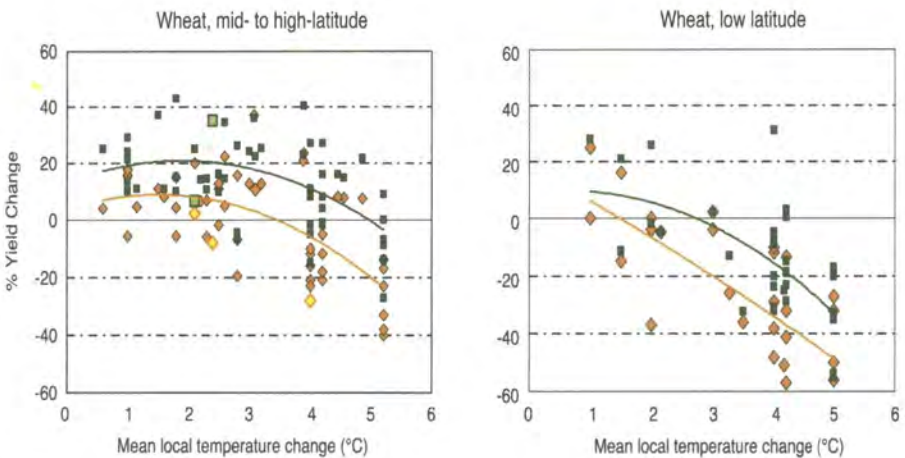 Wheat, mid- to high-latitude
60
40
20
0
-20
-40
-60
% Yield Change
0 1 2 3 4 5 6
Mean local temperature change (°C)
Wheat, low latitude
60
40
20
0
-20
-40
-60
0 1 2 3 4 5 6
Mean local temperature change (°C)